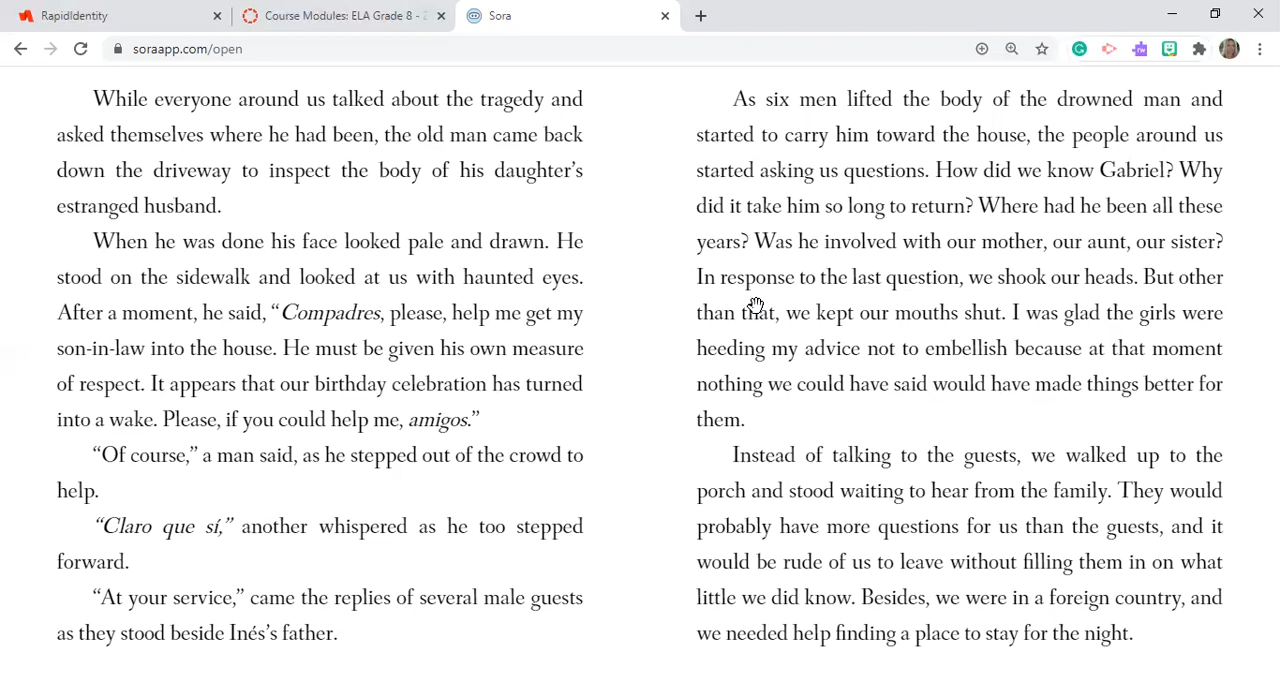 RapidIdentity
Course Modules: ELA Grade 8 -
Sora
soraapp.com/open
While everyone around us talked about the tragedy and
asked themselves where he had been, the old man came back
down the driveway to inspect the body of his daughter’s
estranged husband.
When he was done his face looked pale and drawn. He
stood on the sidewalk and looked at us with haunted eyes.
After a moment, he said, “Compadres, please, help me get my
son-in-law into the house. He must be given his own measure
of respect. It appears that our birthday celebration has turned
into a wake. Please, if you could help me, amigos.”
“Of course,” a man said, as he stepped out of the crowd to
help.
“Claro que sí,” another whispered as he too stepped
forward.
“At your service,” came the replies of several male guests
as they stood beside Inés’s father.
As six men lifted the body of the drowned man and
started to carry him toward the house, the people around us
started asking us questions. How did we know Gabriel? Why
did it take him so long to return? Where had he been all these
years? Was he involved with our mother, our aunt, our sister?
In response to the last question, we shook our heads. But other
than that, we kept our mouths shut. I was glad the girls were
heeding my advice not to embellish because at that moment
nothing we could have said would have made things better for
them.
Instead of talking to the guests, we walked up to the
porch and stood waiting to hear from the family. They would
probably have more questions for us than the guests, and it
would be rude of us to leave without filling them in on what
little we did know. Besides, we were in a foreign country, and
we needed help finding a place to stay for the night.